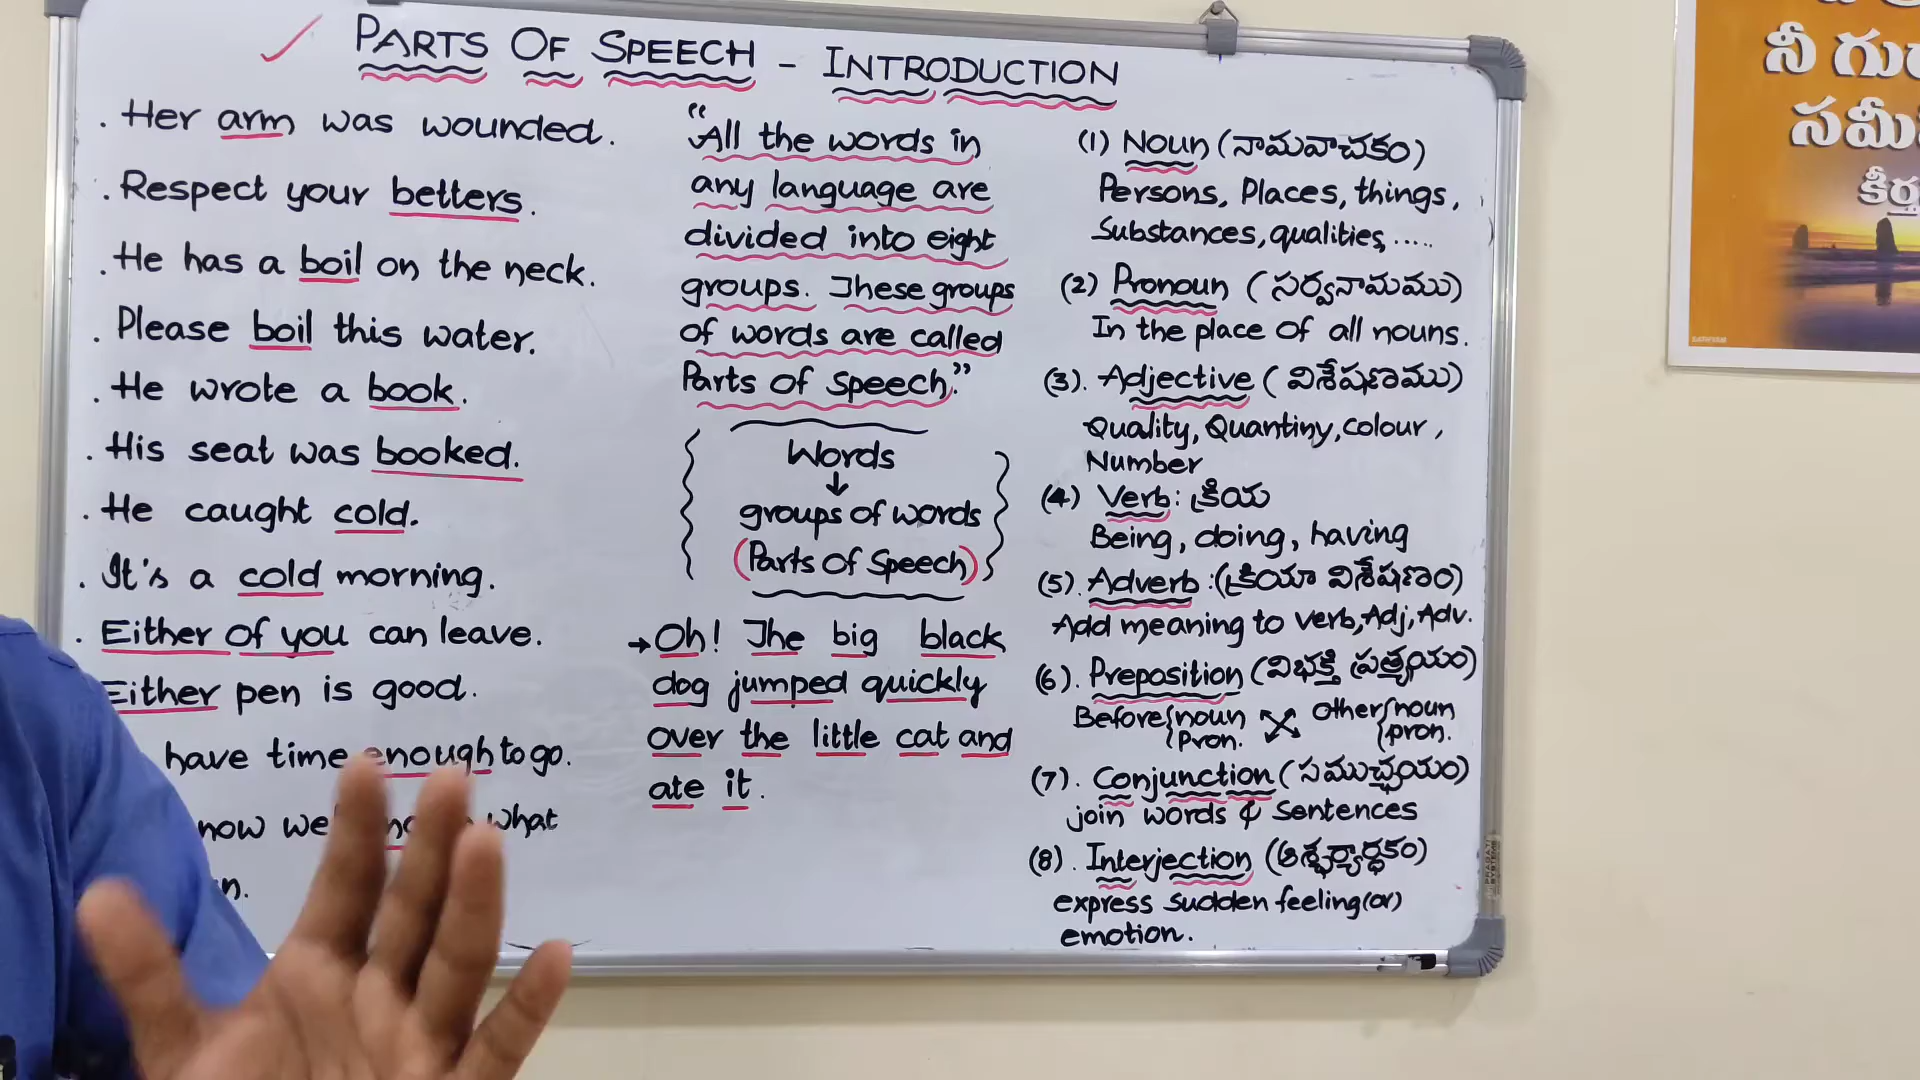 PARTS OF SPEECH - INTRODUCTION
. Her arm was wounded.
. Respect your betters.
. He has a boil on the neck.
. Please boil this water.
. He wrote a book.
. His seat was booked.
. He caught cold.
. It's a cold morning.
. Either of you can leave.
Either pen is good.
have time enough to go.
now what
n.
"All the words in
any language are
divided into eight
groups. These groups
of words are called
Parts of Speech."
Words
↓
groups of words
(Parts of Speech)
→ Oh! The big black
dog jumped quickly
over the little cat and
ate it.
(1) Noun (నామవాచకం)
Persons, Places, things,
Substances, qualities, .....
(2) Pronoun (సర్వనామము)
In the place of all nouns.
(3). Adjective (విశేషణము)
Quality, Quantiny, colour,
Number
(4) Verb: క్రియ
Being, doing, having
(5). Adverb: (క్రియా విశేషణం)
Add meaning to verb, Adj, Adv.
(6). Preposition (విభక్తి ప్రత్యయం)
Before {noun Other {noun
Pron. pron.
(7). Conjunction (సముచ్ఛయం)
join words & Sentences
(8). Interjection (ఆశ్చర్యార్ధకం)
express sudden feeling (or)
emotion.
నీ